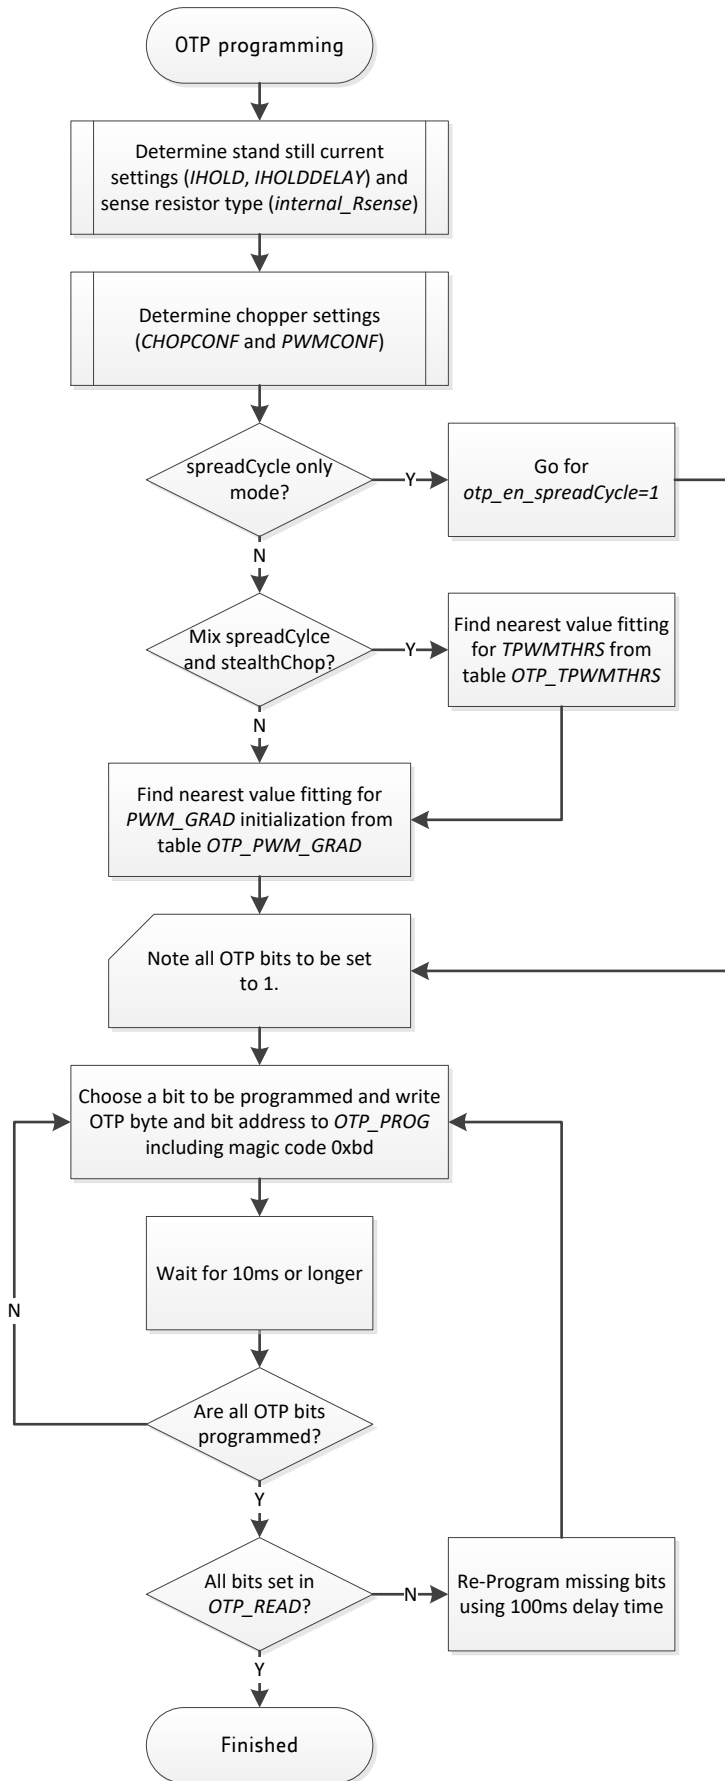 OTP programming
Determine stand still current
settings (IHOLD, IHOLDDELAY) and
sense resistor type (internal_Rsense)
Determine chopper settings
(CHOPCONF and PWMCONF)
spreadCycle only
mode?
Y
Go for
otp_en_spreadCycle=1
N
Mix spreadCylce
and stealthChop?
Y
Find nearest value fitting
for TPWMTHRS from
table OTP_TPWMTHRS
N
Find nearest value fitting for
PWM_GRAD initialization from
table OTP_PWM_GRAD
Note all OTP bits to be set
to 1.
Choose a bit to be programmed and write
OTP byte and bit address to OTP_PROG
including magic code 0xbd
Wait for 10ms or longer
N
Are all OTP bits
programmed?
Y
All bits set in
OTP_READ?
N
Re-Program missing bits
using 100ms delay time
Y
Finished